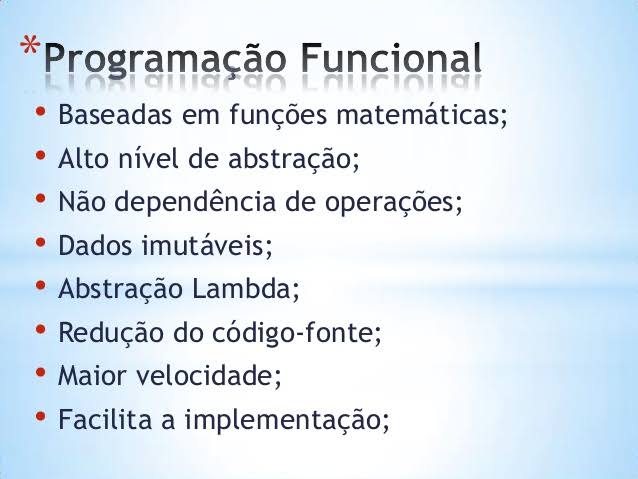 *Programação Funcional
• Baseadas em funções matemáticas;
• Alto nível de abstração;
• Não dependência de operações;
• Dados imutáveis;
• Abstração Lambda;
• Redução do código-fonte;
• Maior velocidade;
• Facilita a implementação;